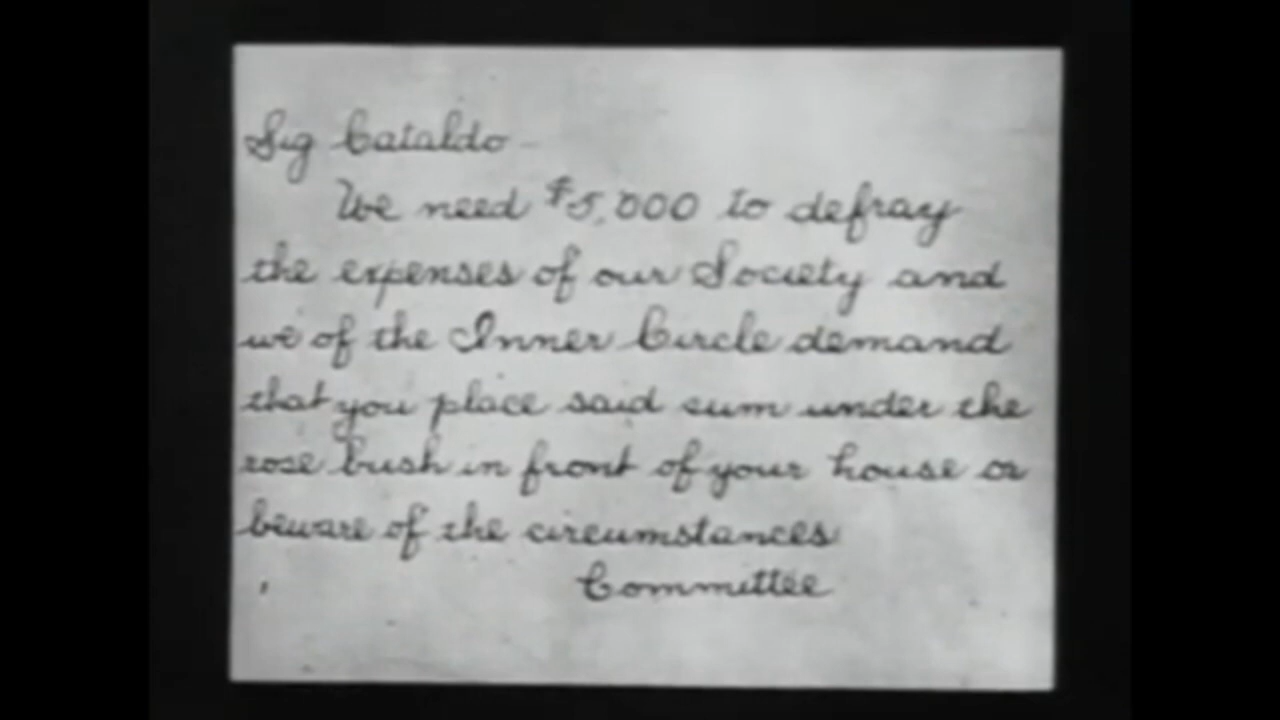 Sig Cataldo -
We need $5,000 to defray
the expenses of our Society and
we of the Inner Circle demand
that you place said sum under the
rose bush in front of your house or
beware of the circumstances
Committee